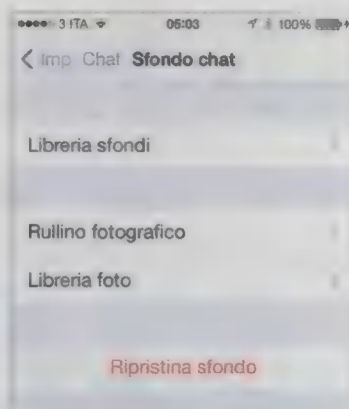 3 ITA 05:03 100%
Imp. Chat Sfondo chat
Libreria sfondi
Rullino fotografico
Libreria foto
Ripristina sfondo